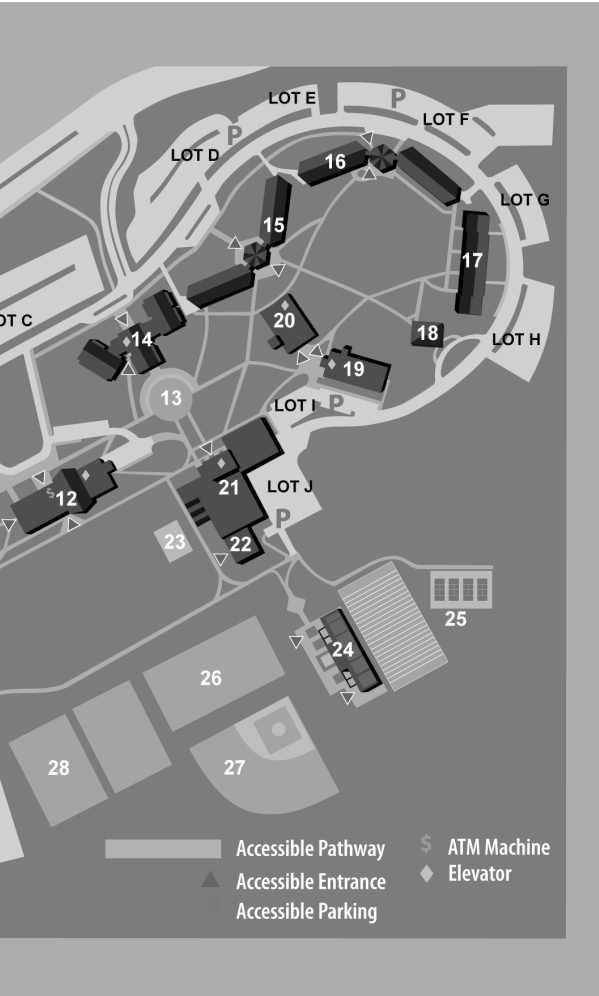 LOT E
P
LOT F
P
LOT D
16
LOT G
15
17
OT C
20
18
14
LOT H
19
13
LOT I
P
21
LOT J
$
12
P
23
22
25
24
26
27
28
Accessible Pathway
$ ATM Machine
Accessible Entrance
Elevator
P Accessible Parking